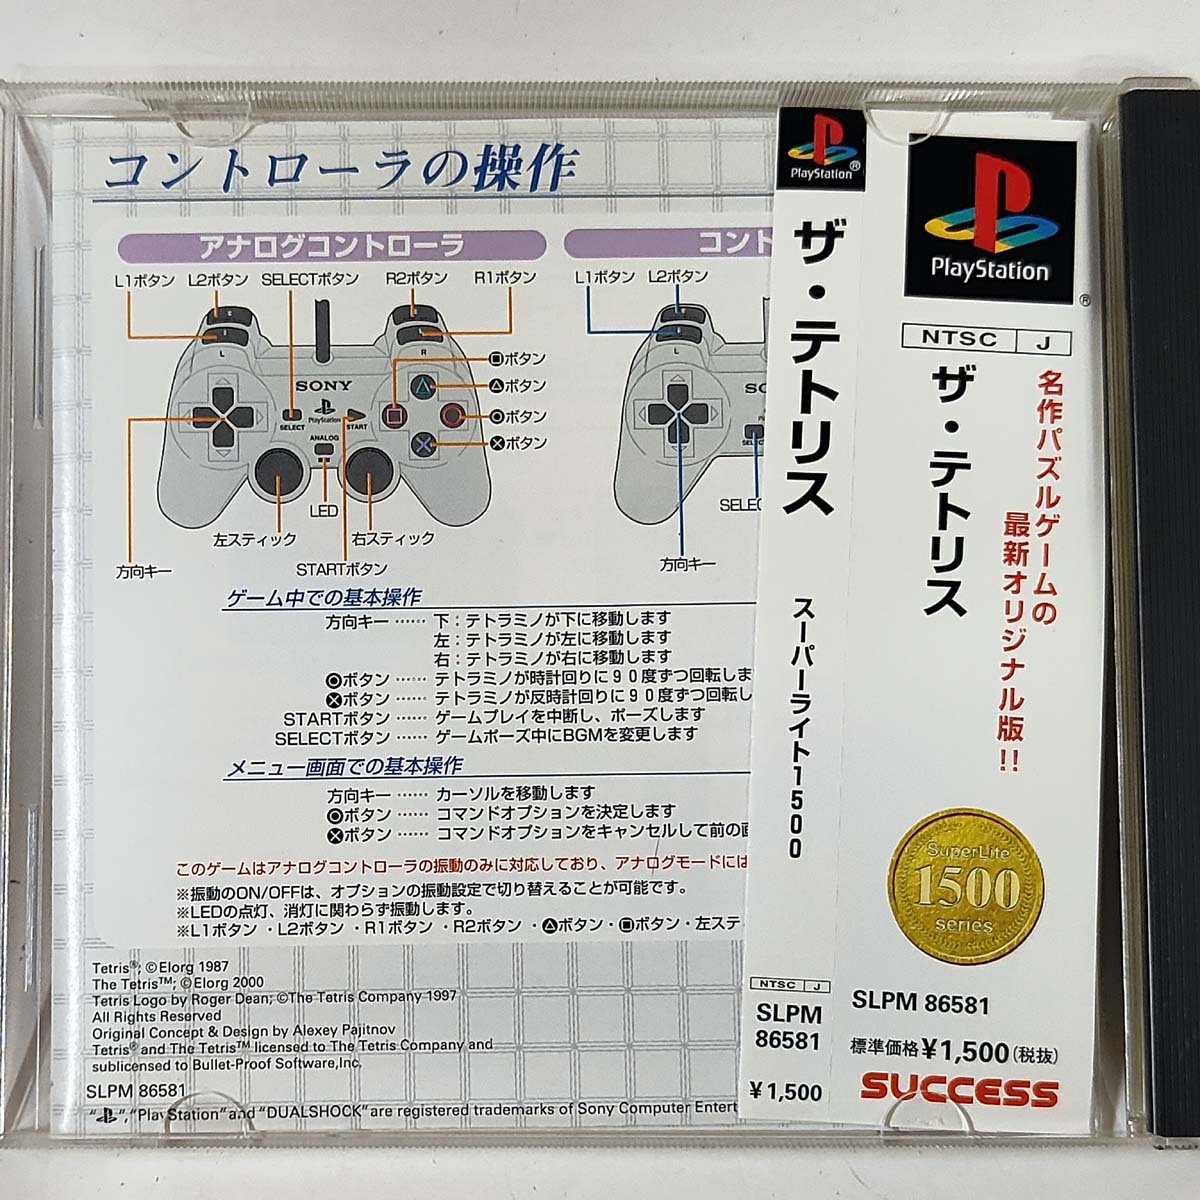 コントローラの操作
アナログコントローラ
L1ボタン L2ボタン SELECTボタン R2ボタン R1ボタン
L
R
SONY
PlayStation
SELECT
START
ANALOG
■ボタン
▲ボタン
●ボタン
✕ボタン
LED
左スティック
右スティック
方向キー
STARTボタン
L1ボタン L2ボタン
L
方向キー
ゲーム中での基本操作
方向キー …… 下：テトラミノが下に移動します
左：テトラミノが左に移動します
右：テトラミノが右に移動します
●ボタン …… テトラミノが時計回りに90度ずつ回転しま
✕ボタン …… テトラミノが反時計回りに90度ずつ回転し
STARTボタン …… ゲームプレイを中断し、ポーズします
SELECTボタン …… ゲームポーズ中にBGMを変更します
メニュー画面での基本操作
方向キー …… カーソルを移動します
●ボタン …… コマンドオプションを決定します
✕ボタン …… コマンドオプションをキャンセルして前の
このゲームはアナログコントローラの振動のみに対応しており、アナログモードには
※振動のON/OFFは、オプションの振動設定で切り替えることが可能です。
※LEDの点灯、消灯に関わらず振動します。
※L1ボタン・L2ボタン・R1ボタン・R2ボタン・▲ボタン・■ボタン・左スティ
Tetris®; ©Elorg 1987
The Tetris™; ©Elorg 2000
Tetris Logo by Roger Dean; ©The Tetris Company 1997
All Rights Reserved
Original Concept & Design by Alexey Pajitnov
Tetris® and The Tetris™ licensed to The Tetris Company and
sublicensed to Bullet-Proof Software,Inc.
SLPM 86581
"PlayStation" and "DUALSHOCK" are registered trademarks of Sony Computer Entert
PlayStation®
ザ・テトリス
スーパーライト1500
NTSC J
SLPM
86581
¥1,500
PlayStation
®
NTSC J
ザ・テトリス
名作パズルゲームの
最新オリジナル版!!
SuperLite
1500
series
SLPM 86581
標準価格¥1,500(税抜)
SUCCESS